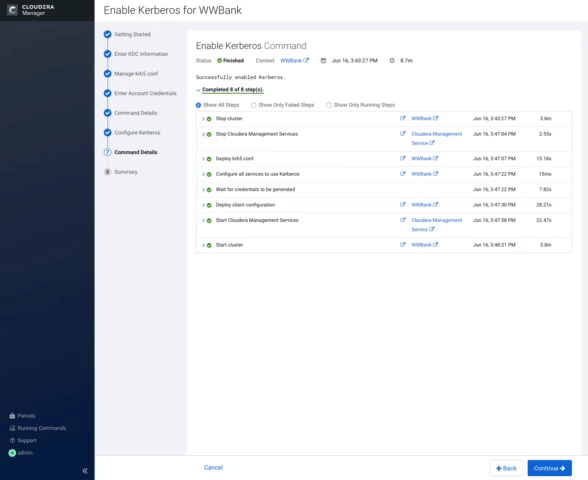 CLOUDERA
Manager
Enable Kerberos for WWBank
Getting Started
Enter KDC Information
Manage krb5.conf
Enter Account Credentials
Command Details
Configure Kerberos
Command Details
8 Summary
Enable Kerberos Command
Status Finished Context WWBank Jun 16, 3:43:27 PM 8.7m
Successfully enabled Kerberos.
Completed 8 of 8 step(s).
Show All Steps Show Only Failed Steps Show Only Running Steps
Stop cluster WWBank Jun 16, 3:43:27 PM 3.6m
Stop Cloudera Management Services Cloudera Management Jun 16, 3:47:04 PM 2.55s
Service
Deploy krb5.conf Jun 16, 3:47:07 PM 15.18s
Configure all services to use Kerberos WWBank Jun 16, 3:47:22 PM 15ms
Wait for credentials to be generated Jun 16, 3:47:22 PM 7.82s
Deploy client configuration WWBank Jun 16, 3:47:30 PM 28.21s
Start Cloudera Management Services Cloudera Management Jun 16, 3:47:58 PM 22.47s
Service
Start cluster WWBank Jun 16, 3:48:21 PM 3.8m
Parcels
Running Commands
Support
A admin
Cancel
Back Continue